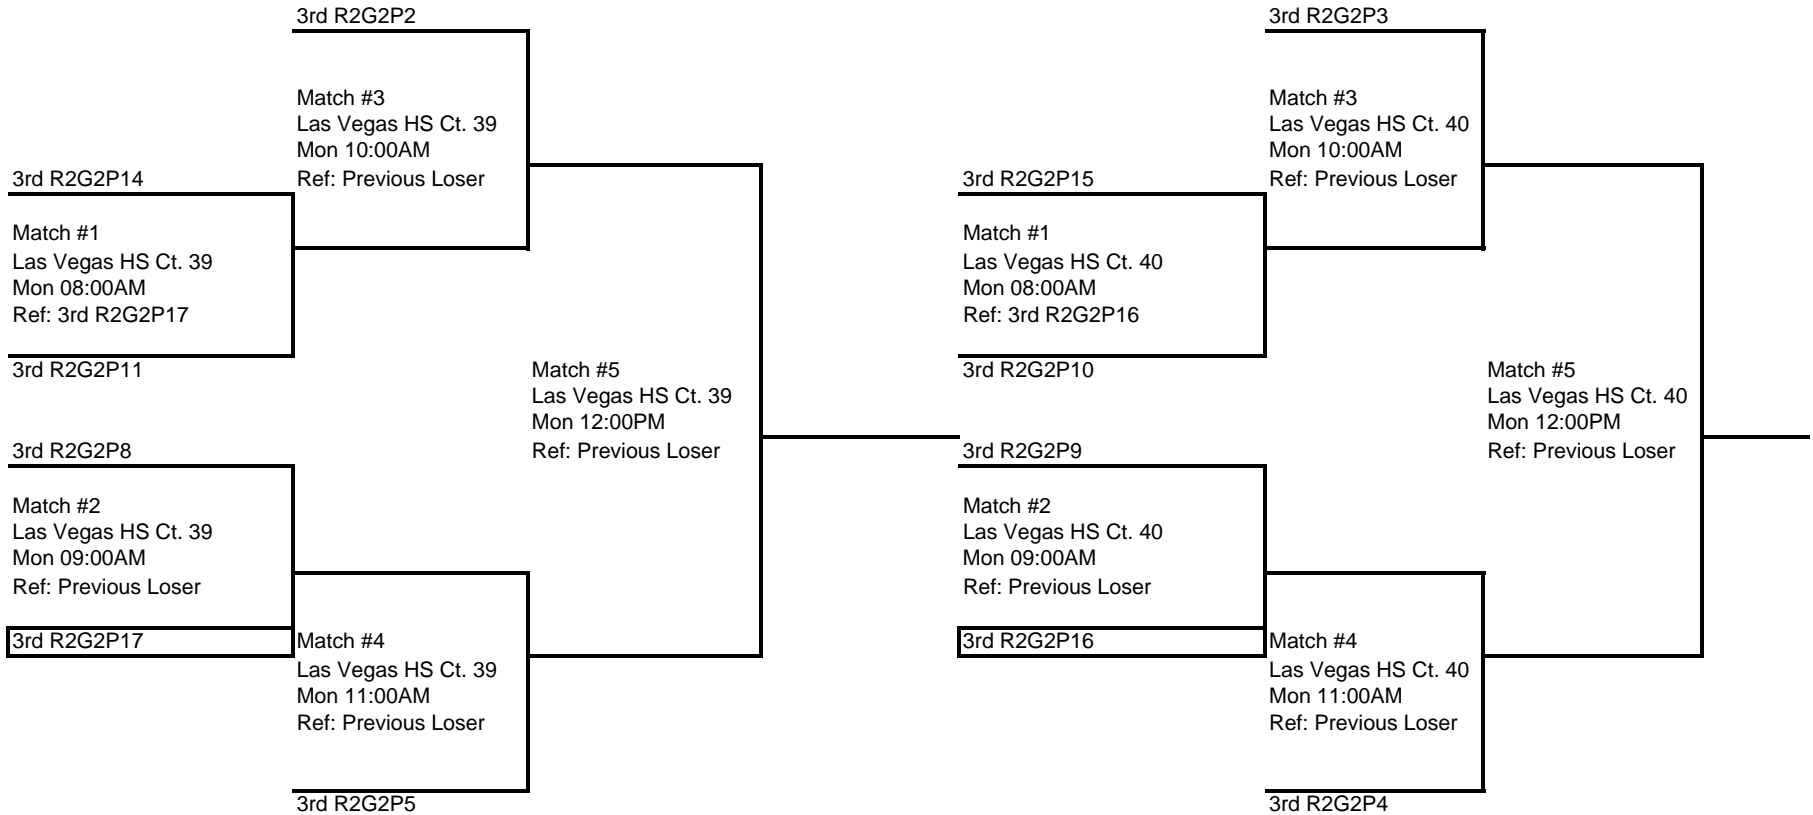 3rd R2G2P2
Match #3
Las Vegas HS Ct. 39
Mon 10:00AM
Ref: Previous Loser
3rd R2G2P14
Match #1
Las Vegas HS Ct. 39
Mon 08:00AM
Ref: 3rd R2G2P17
3rd R2G2P11
Match #5
Las Vegas HS Ct. 39
Mon 12:00PM
Ref: Previous Loser
3rd R2G2P8
Match #2
Las Vegas HS Ct. 39
Mon 09:00AM
Ref: Previous Loser
3rd R2G2P17
Match #4
Las Vegas HS Ct. 39
Mon 11:00AM
Ref: Previous Loser
3rd R2G2P5
3rd R2G2P3
Match #3
Las Vegas HS Ct. 40
Mon 10:00AM
Ref: Previous Loser
3rd R2G2P15
Match #1
Las Vegas HS Ct. 40
Mon 08:00AM
Ref: 3rd R2G2P16
3rd R2G2P10
Match #5
Las Vegas HS Ct. 40
Mon 12:00PM
Ref: Previous Loser
3rd R2G2P9
Match #2
Las Vegas HS Ct. 40
Mon 09:00AM
Ref: Previous Loser
3rd R2G2P16
Match #4
Las Vegas HS Ct. 40
Mon 11:00AM
Ref: Previous Loser
3rd R2G2P4